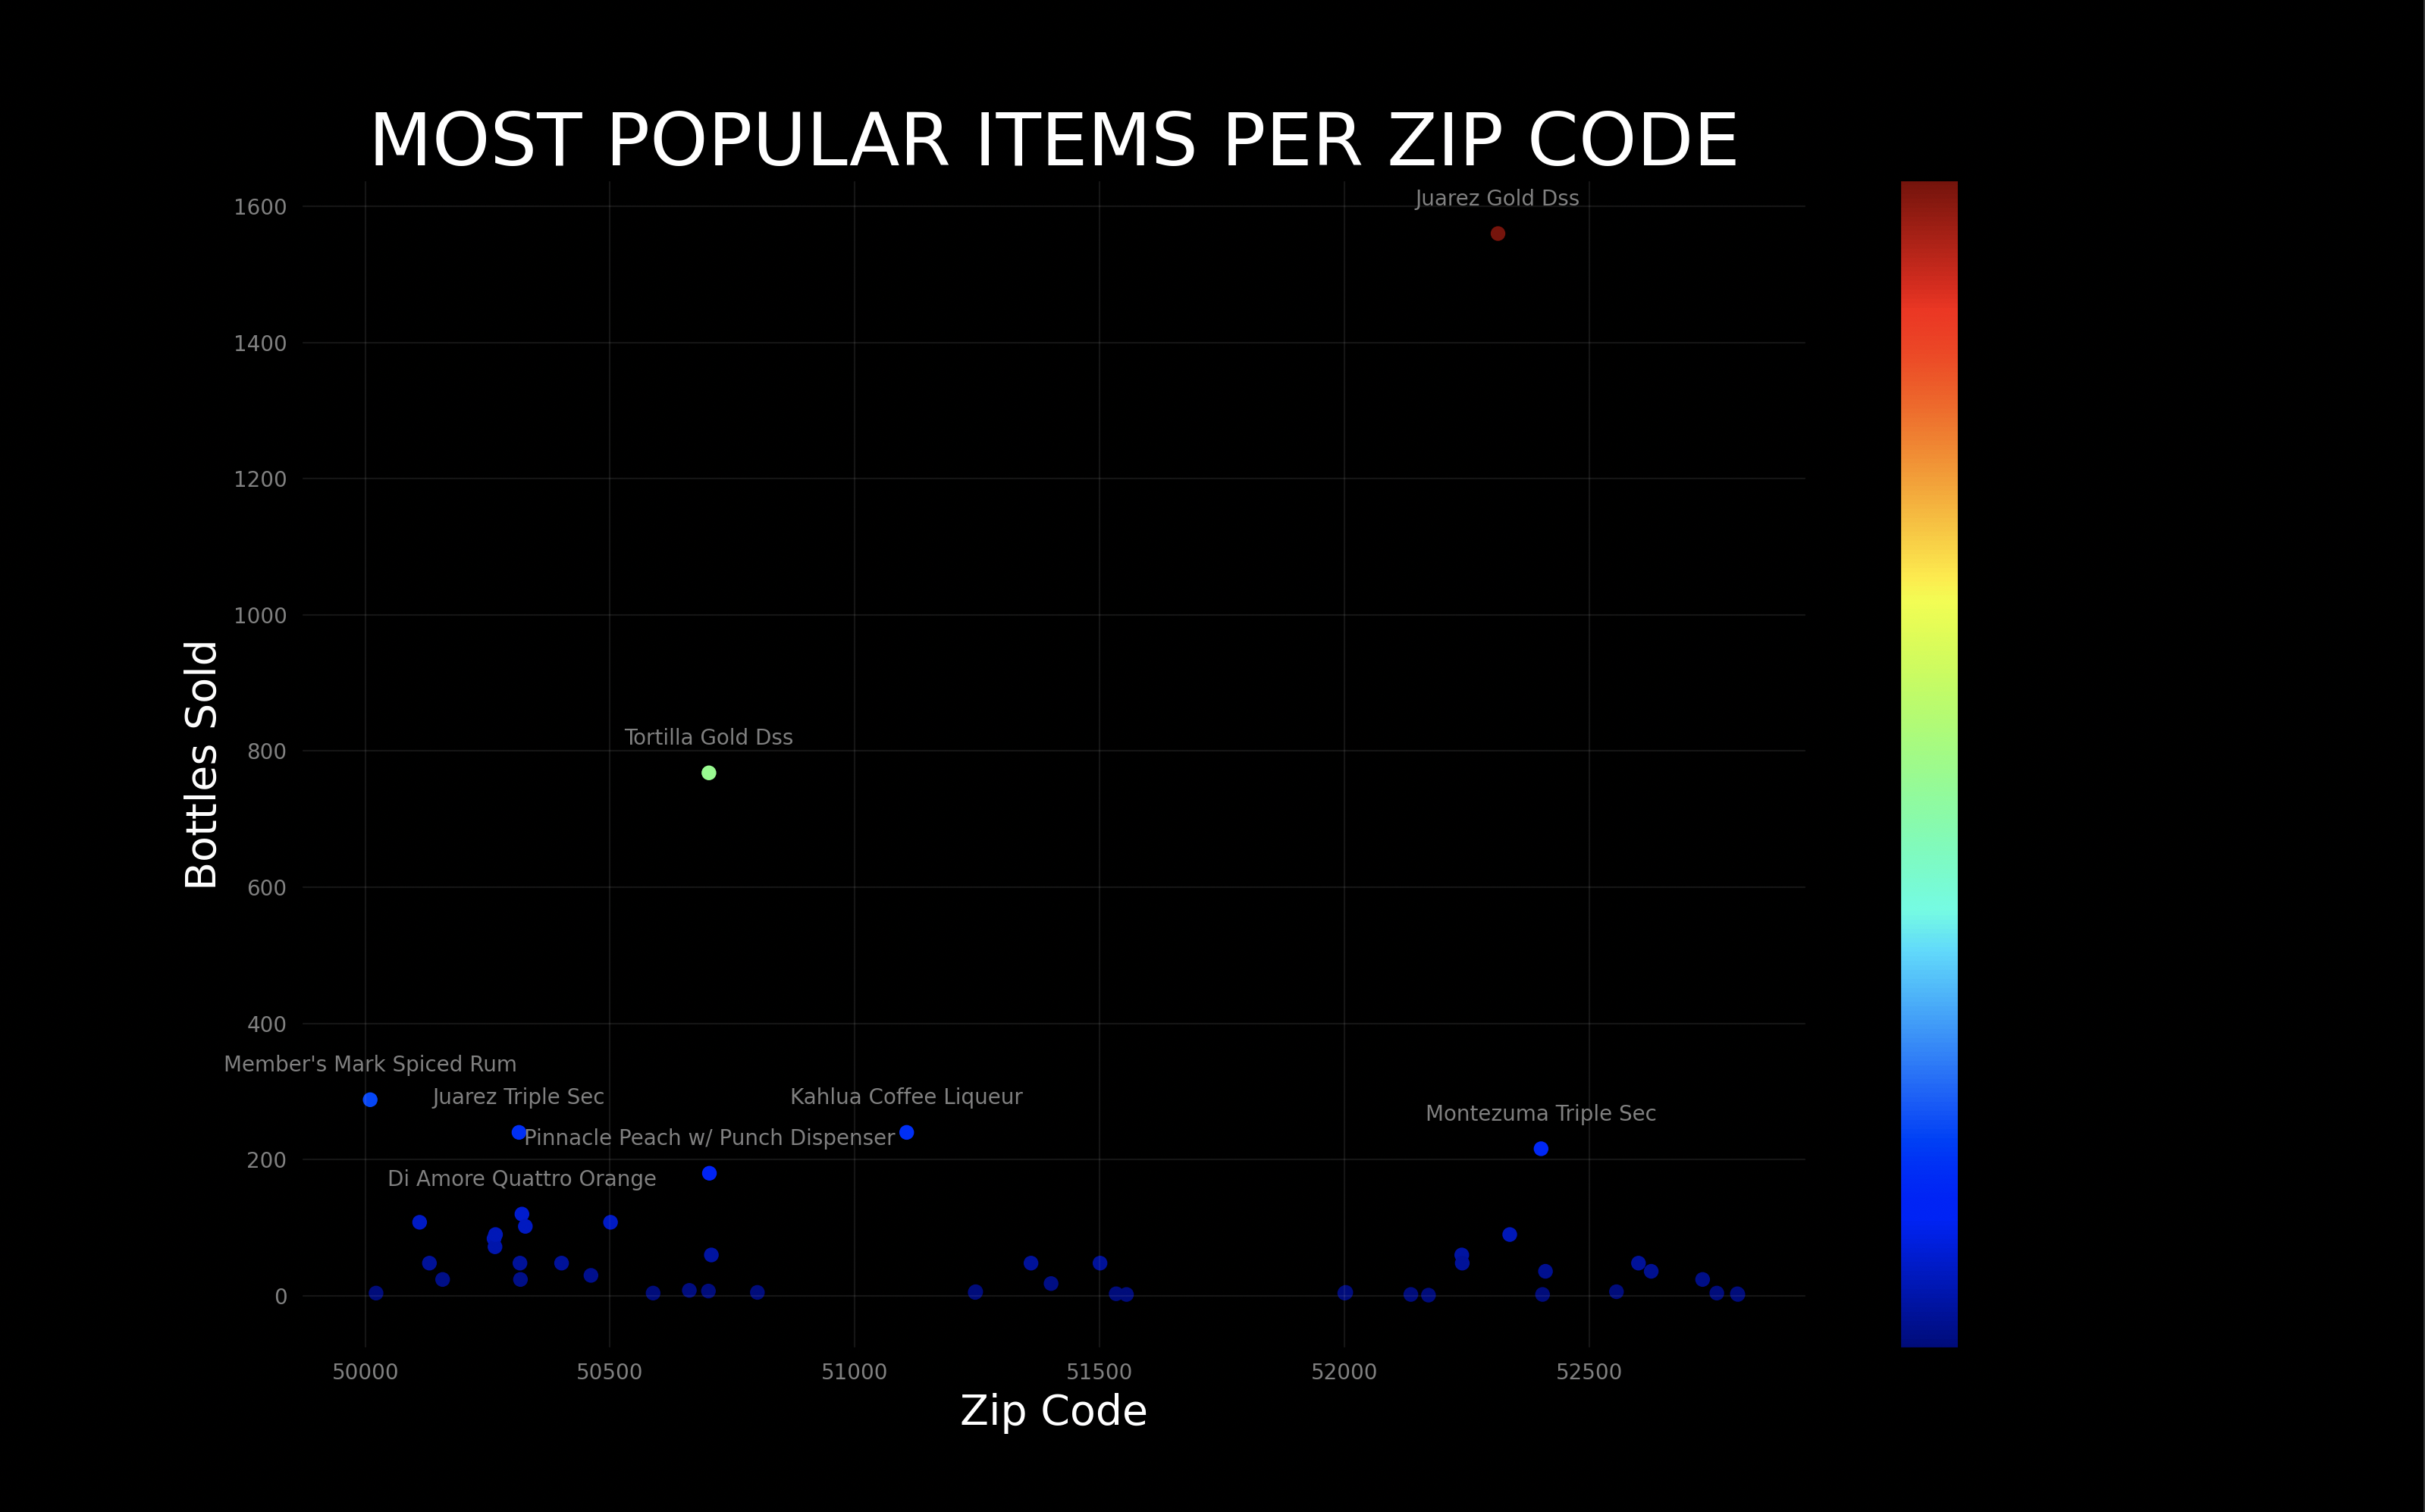 MOST POPULAR ITEMS PER ZIP CODE
Juarez Gold Dss
1600
1400
1200
1000
Tortilla Gold Dss
800
600
400
Member's Mark Spiced Rum
Juarez Triple Sec
Kahlua Coffee Liqueur
Montezuma Triple Sec
Pinnacle Peach w/ Punch Dispenser
200
Di Amore Quattro Orange
0
Bottles Sold
50000 50500 51000 51500 52000 52500
Zip Code